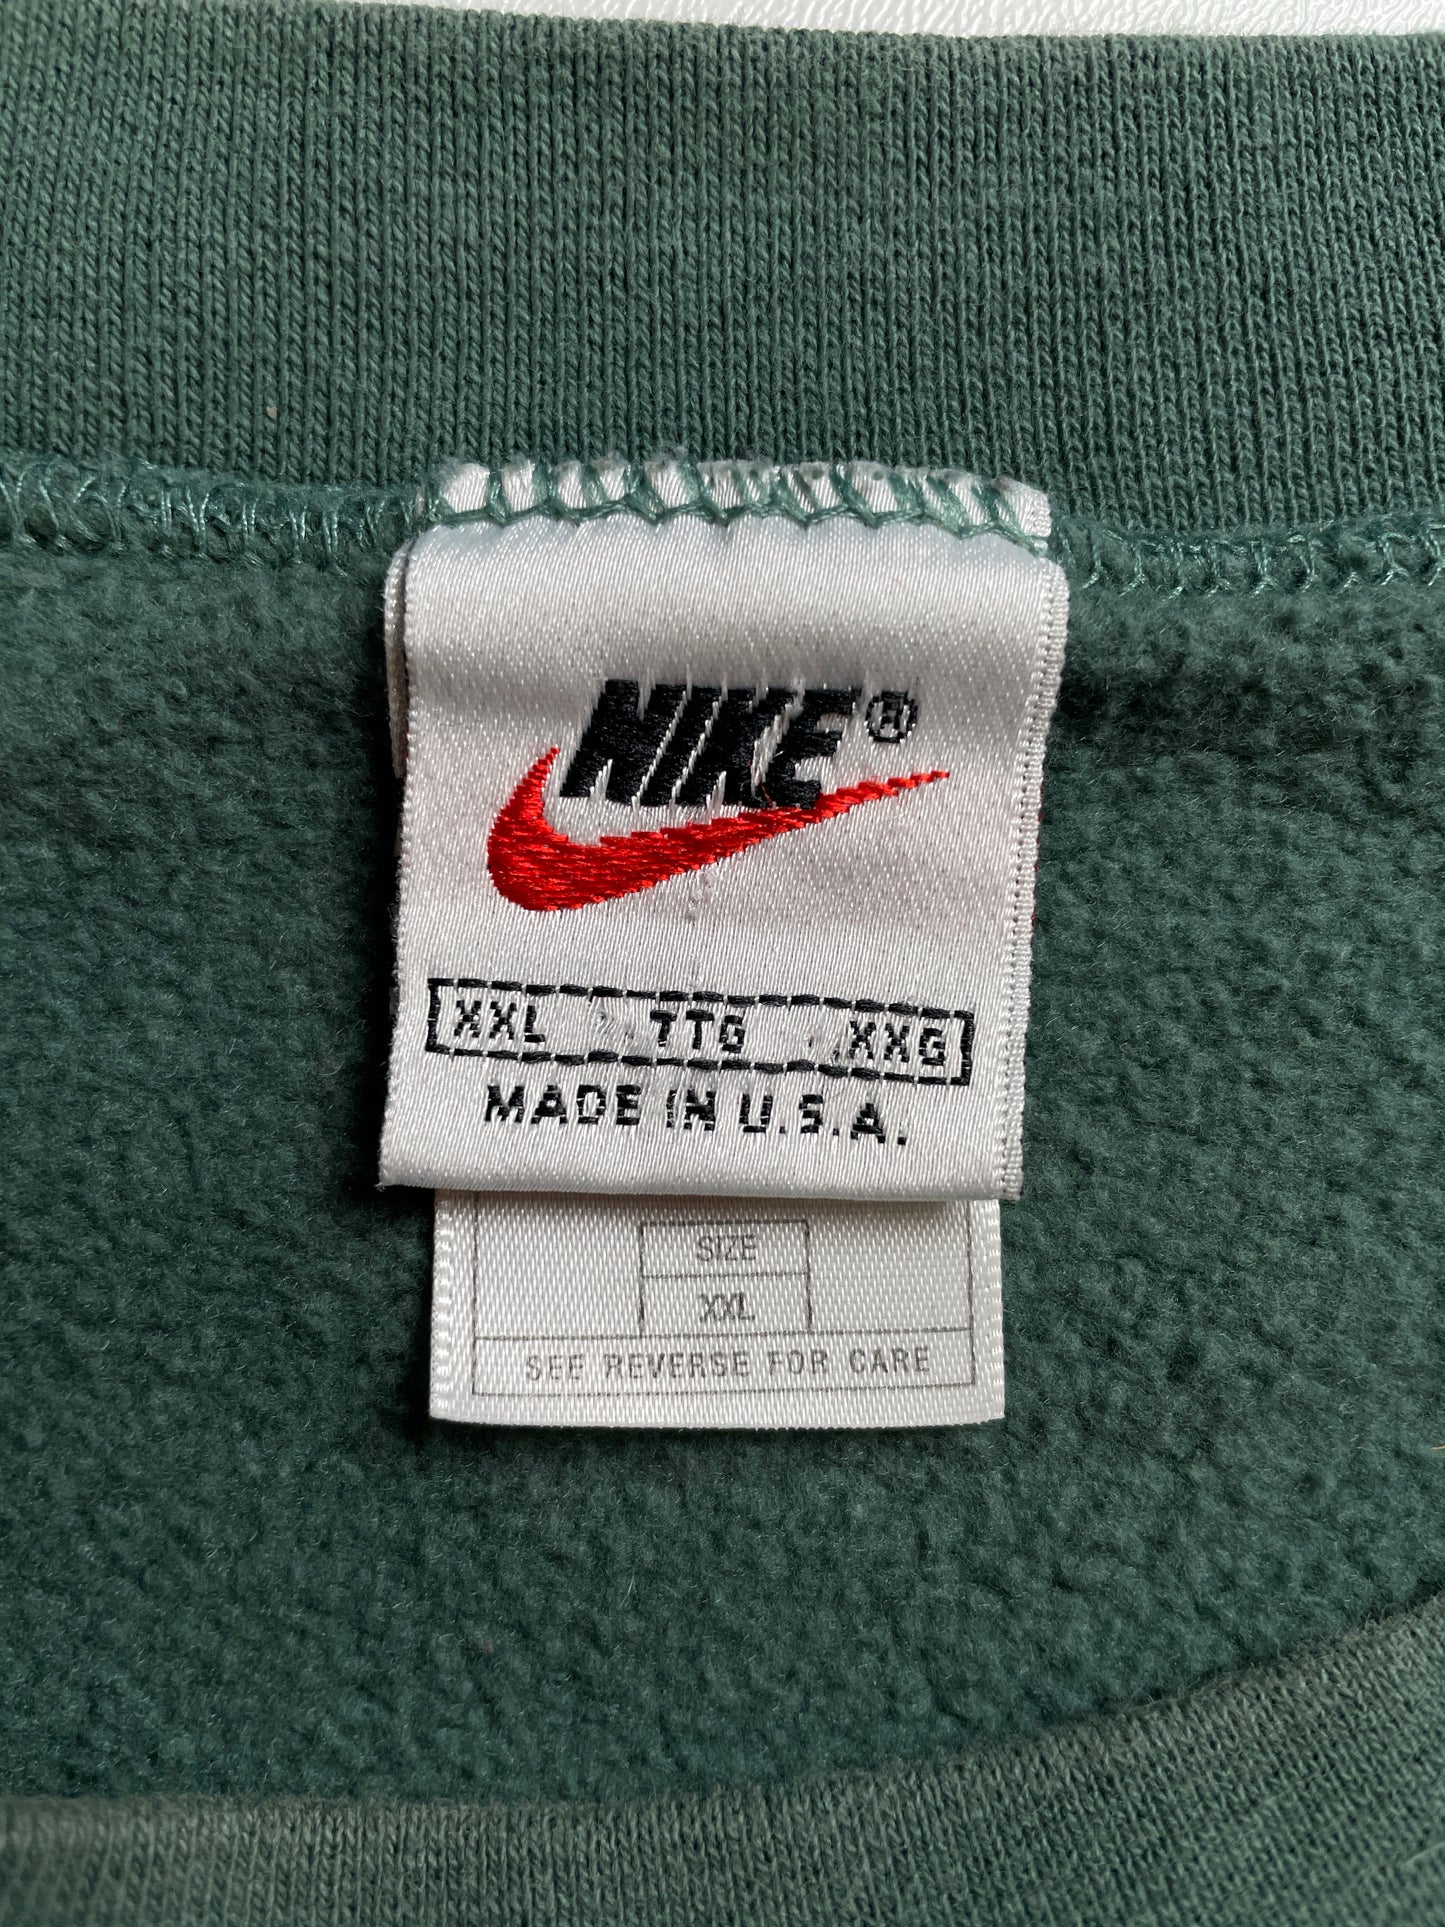 NIKE®
XXL TTG XXG
MADE IN U.S.A.
SIZE
XXL
SEE REVERSE FOR CARE